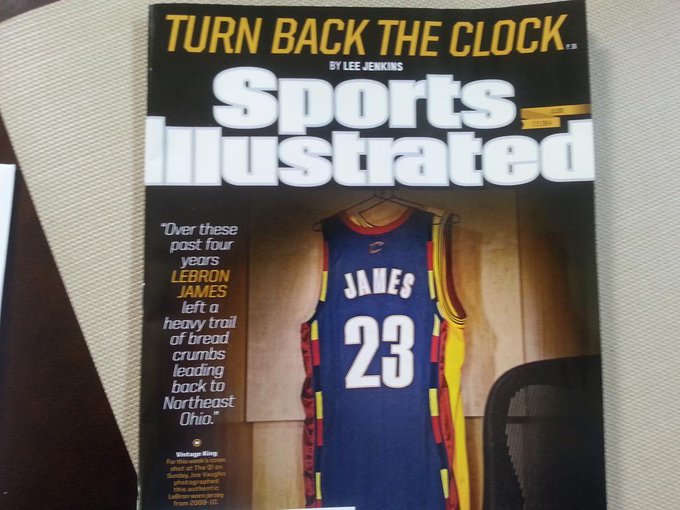 TURN BACK THE CLOCK P. 36
BY LEE JENKINS
Sports
Illustrated
"Over these
past four
years
LEBRON
JAMES
left a
heavy trail
of bread
crumbs
leading
back to
Northeast
Ohio."
JAMES
23
Vintage King
For this week's cover,
shot at The Q on
Sunday, Joe Vaughn
photographed
this authentic
LeBron-worn jersey
from 2009-10.